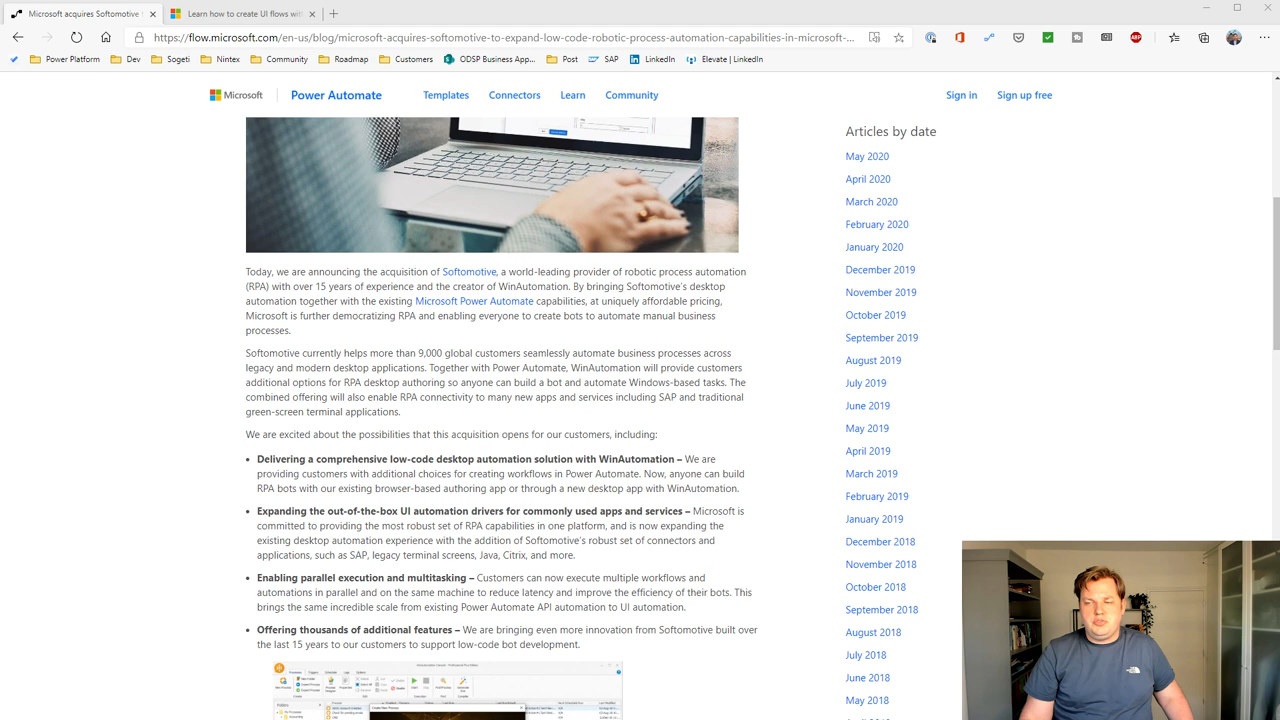 Microsoft acquires Softomotive
Learn how to create UI flows with
https://flow.microsoft.com/en-us/blog/microsoft-acquires-softomotive-to-expand-low-code-robotic-process-automation-capabilities-in-microsoft-...
Power Platform Dev Sogeti Nintex Community Roadmap Customers ODSP Business App... Post SAP LinkedIn Elevate | LinkedIn
Microsoft Power Automate Templates Connectors Learn Community Sign in Sign up free
Today, we are announcing the acquisition of Softomotive, a world-leading provider of robotic process automation
(RPA) with over 15 years of experience and the creator of WinAutomation. By bringing Softomotive's desktop
automation together with the existing Microsoft Power Automate capabilities, at uniquely affordable pricing,
Microsoft is further democratizing RPA and enabling everyone to create bots to automate manual business
processes.
Softomotive currently helps more than 9,000 global customers seamlessly automate business processes across
legacy and modern desktop applications. Together with Power Automate, WinAutomation will provide customers
additional options for RPA desktop authoring so anyone can build a bot and automate Windows-based tasks. The
combined offering will also enable RPA connectivity to many new apps and services including SAP and traditional
green-screen terminal applications.
We are excited about the possibilities that this acquisition opens for our customers, including:
• Delivering a comprehensive low-code desktop automation solution with WinAutomation – We are
providing customers with additional choices for creating workflows in Power Automate. Now, anyone can build
RPA bots with our existing browser-based authoring app or through a new desktop app with WinAutomation.
• Expanding the out-of-the-box UI automation drivers for commonly used apps and services – Microsoft is
committed to providing the most robust set of RPA capabilities in one platform, and is now expanding the
existing desktop automation experience with the addition of Softomotive's robust set of connectors and
applications, such as SAP, legacy terminal screens, Java, Citrix, and more.
• Enabling parallel execution and multitasking – Customers can now execute multiple workflows and
automations in parallel and on the same machine to reduce latency and improve the efficiency of their bots. This
brings the same incredible scale from existing Power Automate API automation to UI automation.
• Offering thousands of additional features – We are bringing even more innovation from Softomotive built over
the last 15 years to our customers to support low-code bot development.
Articles by date
May 2020
April 2020
March 2020
February 2020
January 2020
December 2019
November 2019
October 2019
September 2019
August 2019
July 2019
June 2019
May 2019
April 2019
March 2019
February 2019
January 2019
December 2018
November 2018
October 2018
September 2018
August 2018
July 2018
June 2018
May 2018